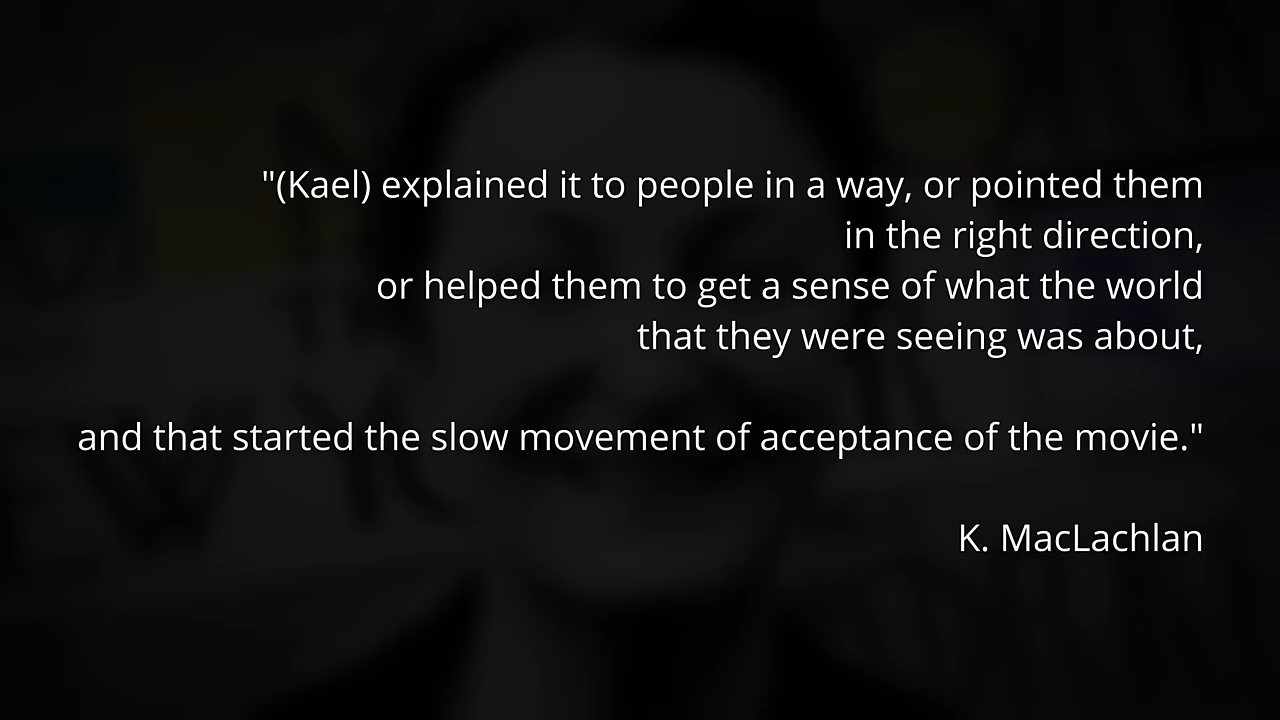 "(Kael) explained it to people in a way, or pointed them
in the right direction,
or helped them to get a sense of what the world
that they were seeing was about,
and that started the slow movement of acceptance of the movie."
K. MacLachlan